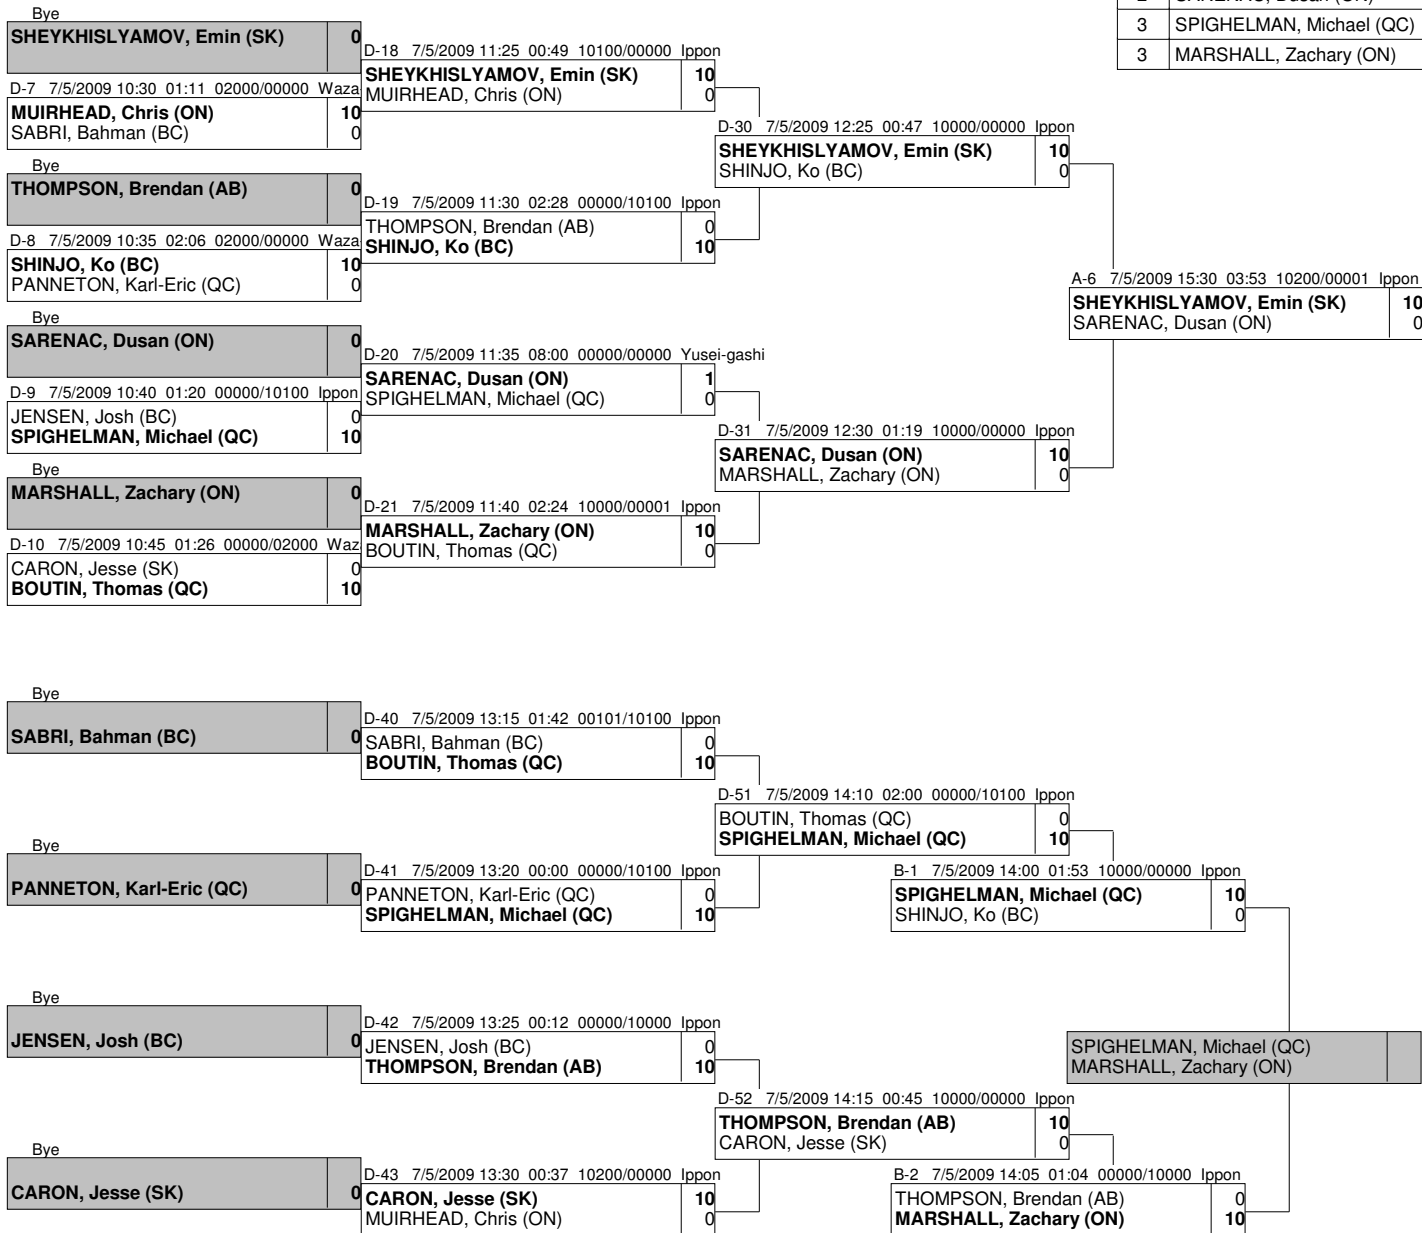 2 SARENAC, Dusan (ON)
3 SPIGHELMAN, Michael (QC)
3 MARSHALL, Zachary (ON)
Bye
SHEYKHISLYAMOV, Emin (SK) 0
D-7 7/5/2009 10:30 01:11 02000/00000 Waza
MUIRHEAD, Chris (ON) 10
SABRI, Bahman (BC) 0
Bye
THOMPSON, Brendan (AB) 0
D-8 7/5/2009 10:35 02:06 02000/00000 Waza
SHINJO, Ko (BC) 10
PANNETON, Karl-Eric (QC) 0
Bye
SARENAC, Dusan (ON) 0
D-9 7/5/2009 10:40 01:20 00000/10100 Ippon
JENSEN, Josh (BC) 0
SPIGHELMAN, Michael (QC) 10
Bye
MARSHALL, Zachary (ON) 0
D-10 7/5/2009 10:45 01:26 00000/02000 Waz
CARON, Jesse (SK) 0
BOUTIN, Thomas (QC) 10
D-18 7/5/2009 11:25 00:49 10100/00000 Ippon
SHEYKHISLYAMOV, Emin (SK) 10
MUIRHEAD, Chris (ON) 0
D-19 7/5/2009 11:30 02:28 00000/10100 Ippon
THOMPSON, Brendan (AB) 0
SHINJO, Ko (BC) 10
D-20 7/5/2009 11:35 08:00 00000/00000 Yusei-gashi
SARENAC, Dusan (ON) 1
SPIGHELMAN, Michael (QC) 0
D-21 7/5/2009 11:40 02:24 10000/00001 Ippon
MARSHALL, Zachary (ON) 10
BOUTIN, Thomas (QC) 0
D-30 7/5/2009 12:25 00:47 10000/00000 Ippon
SHEYKHISLYAMOV, Emin (SK) 10
SHINJO, Ko (BC) 0
D-31 7/5/2009 12:30 01:19 10000/00000 Ippon
SARENAC, Dusan (ON) 10
MARSHALL, Zachary (ON) 0
A-6 7/5/2009 15:30 03:53 10200/00001 Ippon
SHEYKHISLYAMOV, Emin (SK) 10
SARENAC, Dusan (ON) 0
Bye
SABRI, Bahman (BC) 0
Bye
PANNETON, Karl-Eric (QC) 0
Bye
JENSEN, Josh (BC) 0
Bye
CARON, Jesse (SK) 0
D-40 7/5/2009 13:15 01:42 00101/10100 Ippon
SABRI, Bahman (BC) 0
BOUTIN, Thomas (QC) 10
D-41 7/5/2009 13:20 00:00 00000/10100 Ippon
PANNETON, Karl-Eric (QC) 0
SPIGHELMAN, Michael (QC) 10
D-42 7/5/2009 13:25 00:12 00000/10000 Ippon
JENSEN, Josh (BC) 0
THOMPSON, Brendan (AB) 10
D-43 7/5/2009 13:30 00:37 10200/00000 Ippon
CARON, Jesse (SK) 10
MUIRHEAD, Chris (ON) 0
D-51 7/5/2009 14:10 02:00 00000/10100 Ippon
BOUTIN, Thomas (QC) 0
SPIGHELMAN, Michael (QC) 10
D-52 7/5/2009 14:15 00:45 10000/00000 Ippon
THOMPSON, Brendan (AB) 10
CARON, Jesse (SK) 0
B-1 7/5/2009 14:00 01:53 10000/00000 Ippon
SPIGHELMAN, Michael (QC) 10
SHINJO, Ko (BC) 0
B-2 7/5/2009 14:05 01:04 00000/10000 Ippon
THOMPSON, Brendan (AB) 0
MARSHALL, Zachary (ON) 10
SPIGHELMAN, Michael (QC)
MARSHALL, Zachary (ON)